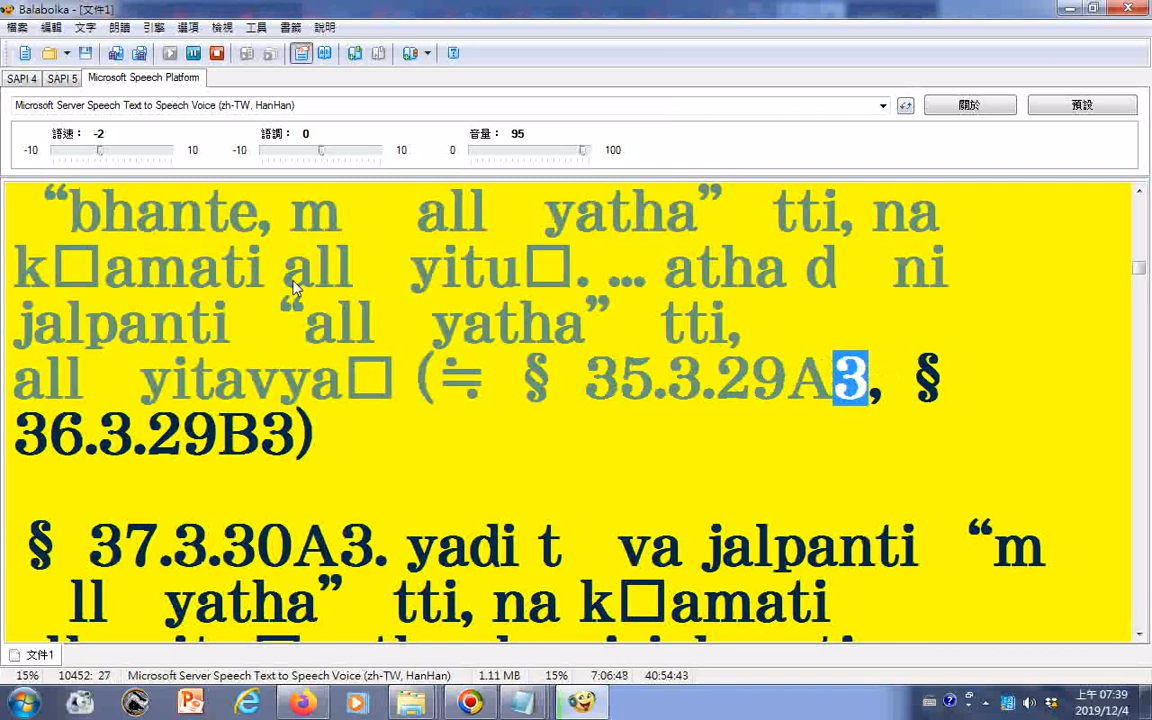 Balabolka - [文件1]
檔案 編輯 文字 朗讀 引擎 選項 檢視 工具 書籤 說明
SAPI 4 SAPI 5 Microsoft Speech Platform
Microsoft Server Speech Text to Speech Voice (zh-TW, HanHan) 關於 預設
語速： -2 語調： 0 音量： 95
-10 10 -10 10 0 100
“bhante, m all yatha” tti, na
k□amati all yitu□. ... atha d ni
jalpanti “all yatha” tti,
all yitavya□ (≒ § 35.3.29A3, §
36.3.29B3)
§ 37.3.30A3. yadi t va jalpanti “m
ll yatha” tti, na k□amati
文件1
15% 10452: 27 Microsoft Server Speech Text to Speech Voice (zh-TW, HanHan) 1.11 MB 15% 7:06:48 40:54:43
上午 07:39
2019/12/4